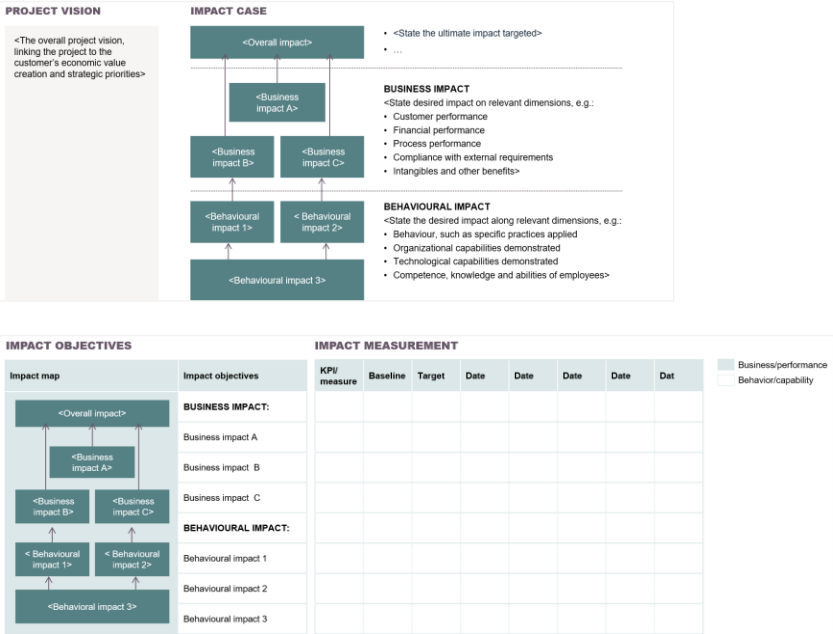 PROJECT VISION
<The overall project vision,
linking the project to the
customer's economic value
creation and strategic priorities>
IMPACT CASE
<Overall impact>
<Business
impact A>
<Business
impact B>
<Business
impact C>
<Behavioural
impact 1>
< Behavioural
impact 2>
<Behavioural impact 3>
• <State the ultimate impact targeted>
• ...
BUSINESS IMPACT
<State desired impact on relevant dimensions, e.g.:
• Customer performance
• Financial performance
• Process performance
• Compliance with external requirements
• Intangibles and other benefits>
BEHAVIOURAL IMPACT
<State the desired impact along relevant dimensions, e.g.:
• Behaviour, such as specific practices applied
• Organizational capabilities demonstrated
• Technological capabilities demonstrated
• Competence, knowledge and abilities of employees>
IMPACT OBJECTIVES
Impact map
<Overall impact>
<Business
impact A>
<Business
impact B>
<Business
impact C>
< Behavioural
impact 1>
< Behavioural
impact 2>
<Behavioral impact 3>
Impact objectives
BUSINESS IMPACT:
Business impact A
Business impact B
Business impact C
BEHAVIOURAL IMPACT:
Behavioural impact 1
Behavioural impact 2
Behavioural impact 3
IMPACT MEASUREMENT
KPI/
measure
Baseline
Target
Date
Date
Date
Date
Dat
Business/performance
Behavior/capability